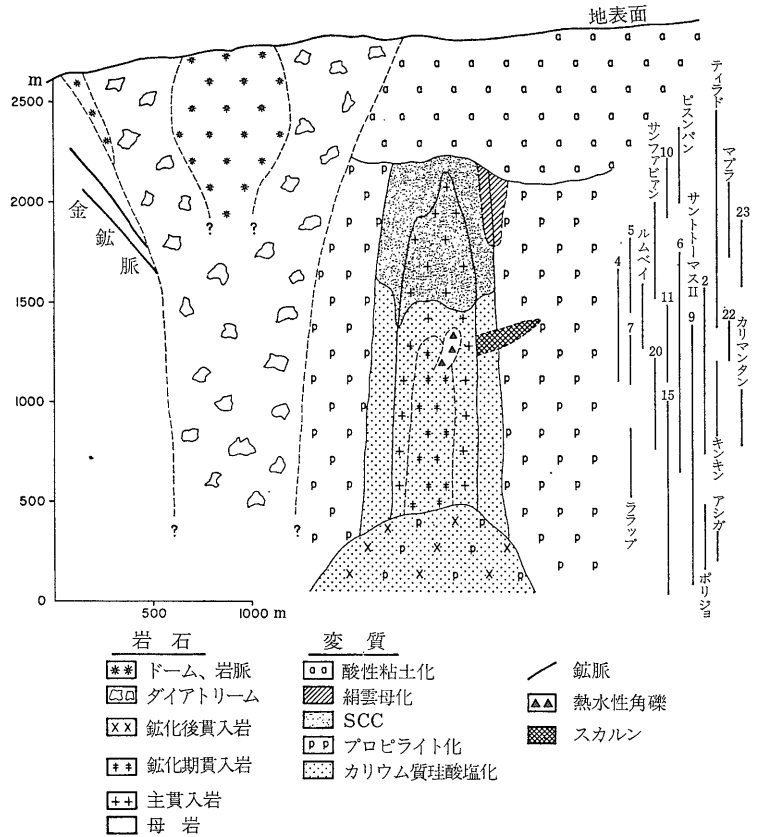 地表面
m
2500
2000
1500
1000
500
0
500
1000 m
金鉱脈
?
?
?
?
ティラド
ピスンパン
マプラ
サンファビアン
10
サントトーマスⅡ
23
5
ルムベイ
6
4
2
11
9
22
カリマンタン
7
20
15
キンキン
ララップ
アシガ
ポリジョ
岩石
** ドーム、岩脈
ダイアトリーム
XX 鉱化後貫入岩
‡‡ 鉱化期貫入岩
++ 主貫入岩
母岩
変質
a a 酸性粘土化
絹雲母化
SCC
p p プロピライト化
カリウム質珪酸塩化
鉱脈
熱水性角礫
スカルン